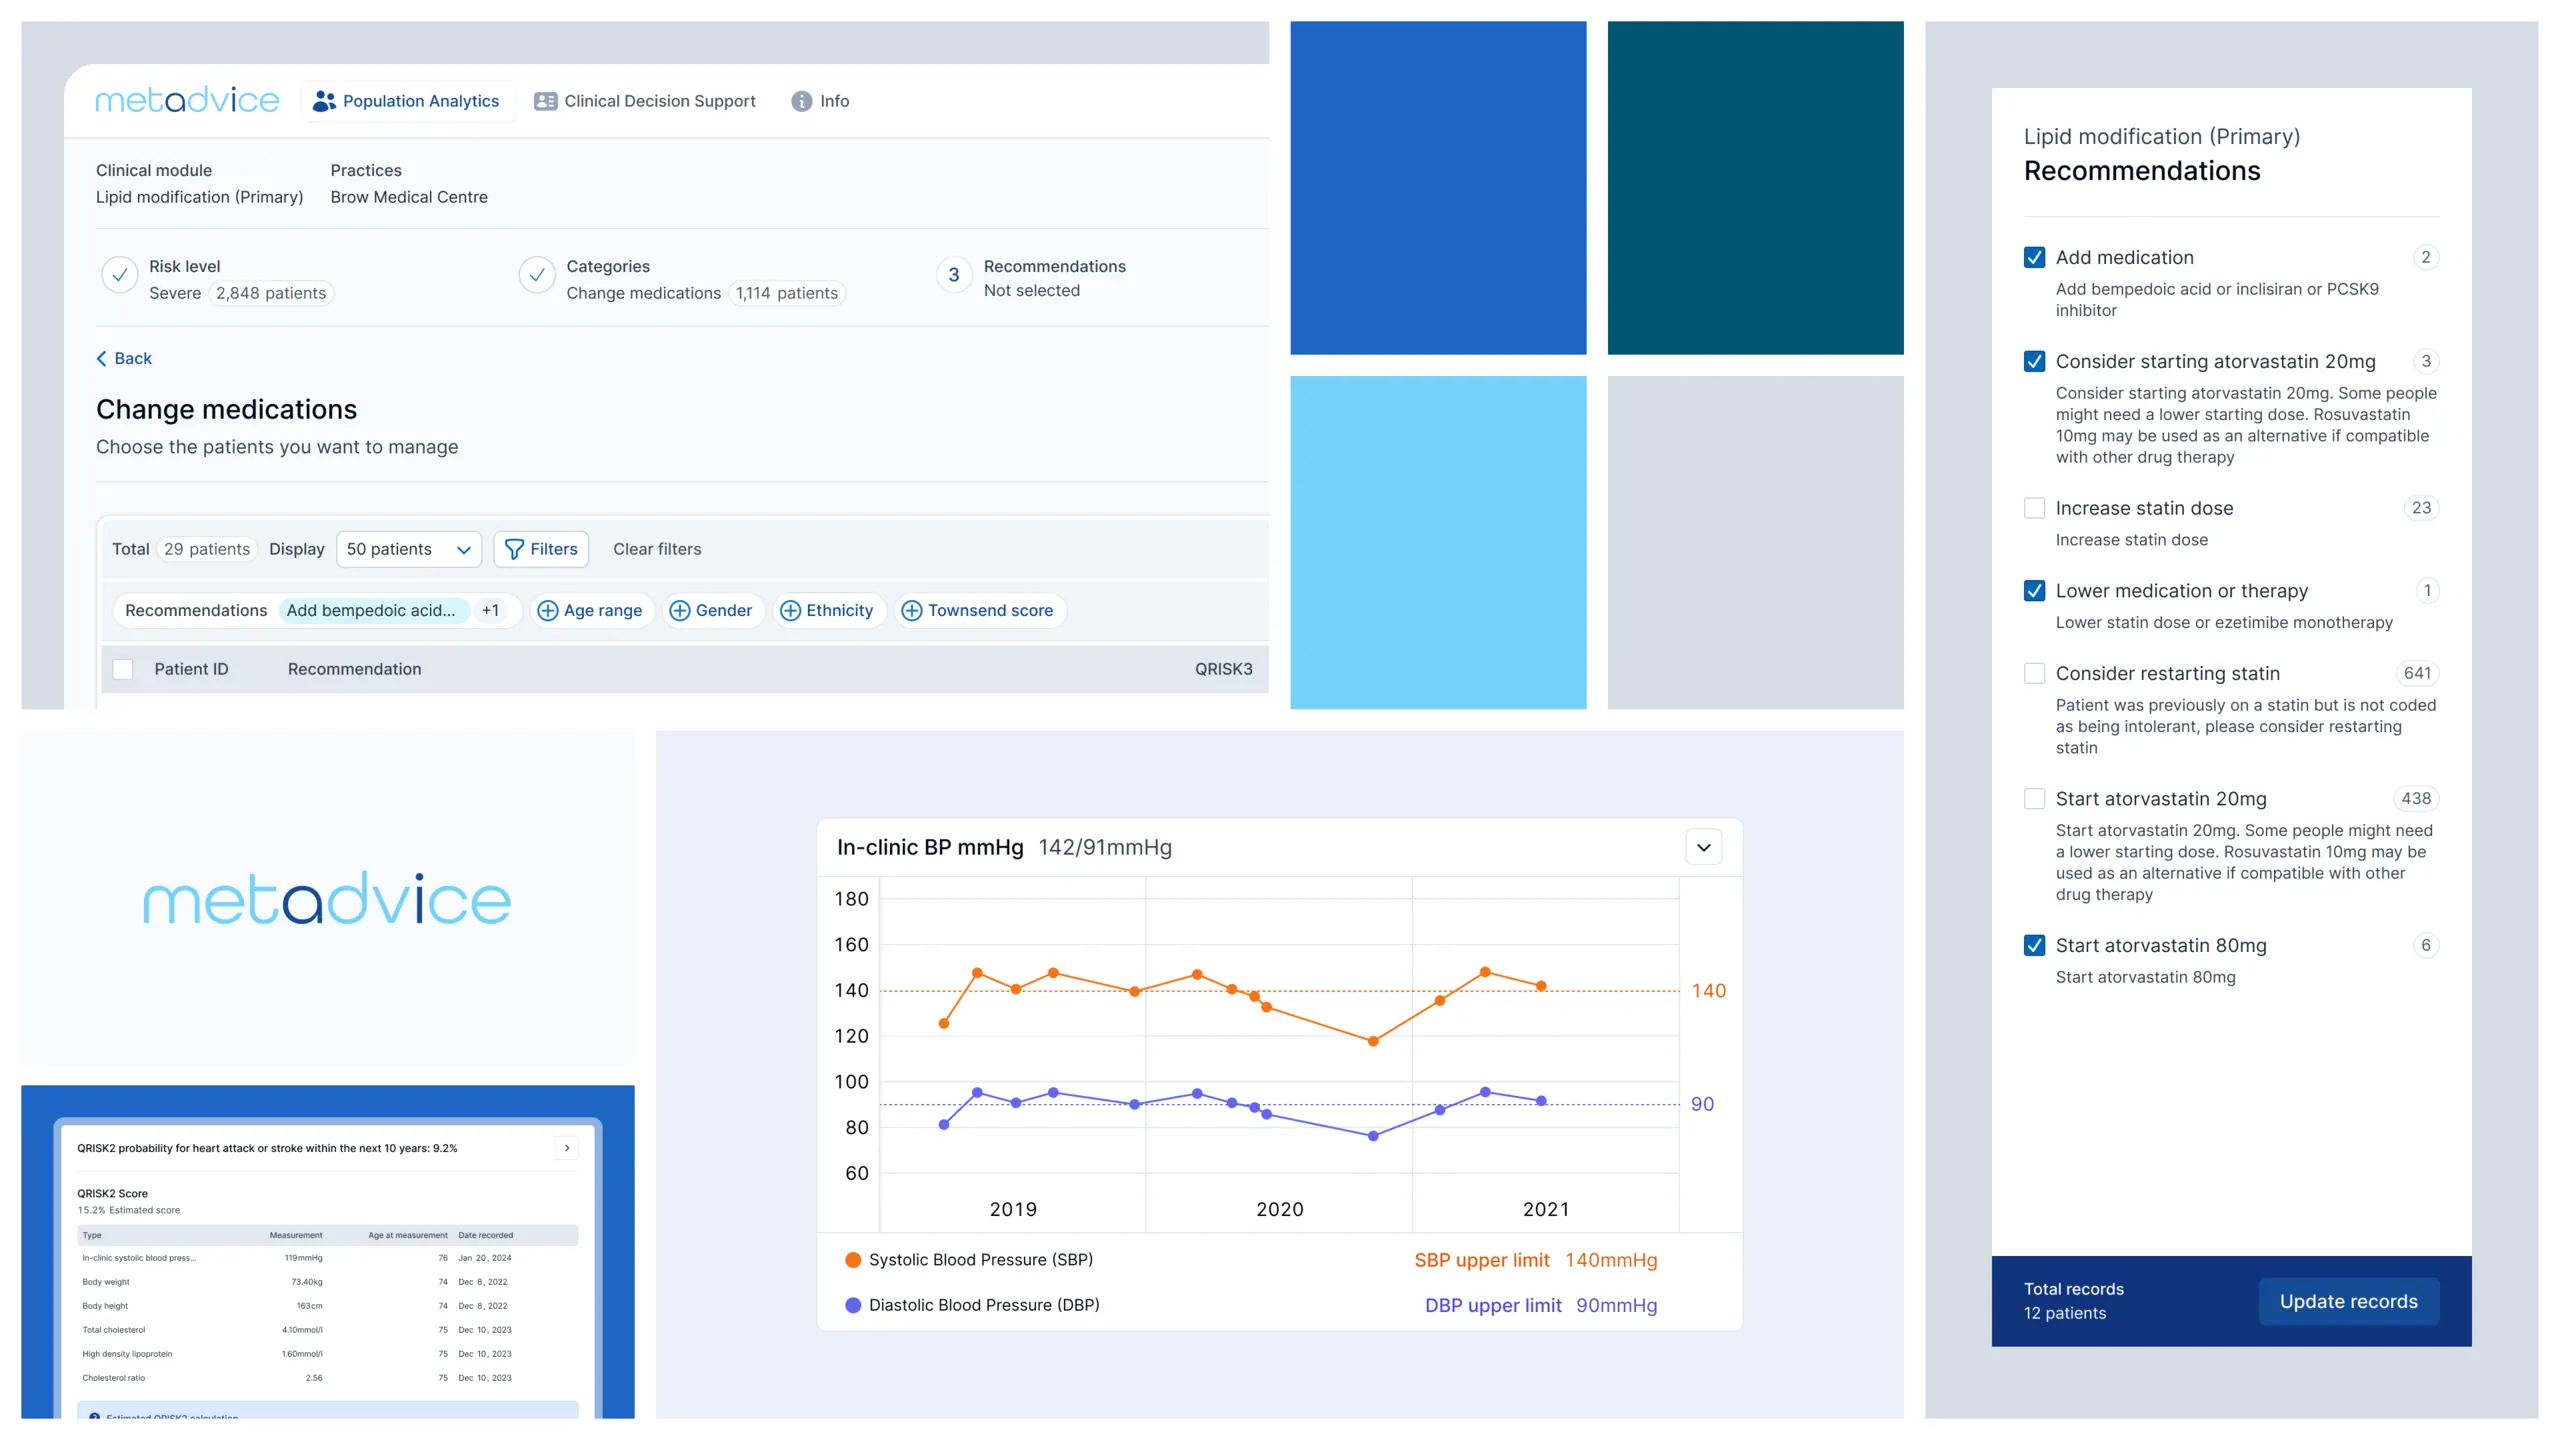 metadvice
Population Analytics
Clinical Decision Support
Info
Clinical module
Lipid modification (Primary)
Practices
Brow Medical Centre
Risk level
Severe 2,848 patients
Categories
Change medications 1,114 patients
3
Recommendations
Not selected
Back
Change medications
Choose the patients you want to manage
Total 29 patients Display 50 patients Filters Clear filters
Recommendations Add bempedoic acid... +1 Age range Gender Ethnicity Townsend score
Patient ID Recommendation QRISK3
metadvice
QRISK2 probability for heart attack or stroke within the next 10 years: 9.2%
QRISK2 Score
15.2% Estimated score
Type Measurement Age at measurement Date recorded
In-clinic systolic blood press... 119mmHg 76 Jan 20, 2024
Body weight 73.40kg 74 Dec 8, 2022
Body height 163cm 74 Dec 8, 2022
Total cholesterol 4.10mmol/l 75 Dec 10, 2023
High density lipoprotein 1.60mmol/l 75 Dec 10, 2023
Cholesterol ratio 2.56 75 Dec 10, 2023
Estimated QRISK2 calculation
In-clinic BP mmHg 142/91mmHg
180
160
140
120
100
80
60
140
90
2019 2020 2021
Systolic Blood Pressure (SBP) SBP upper limit 140mmHg
Diastolic Blood Pressure (DBP) DBP upper limit 90mmHg
Lipid modification (Primary)
Recommendations
Add medication 2
Add bempedoic acid or inclisiran or PCSK9
inhibitor
Consider starting atorvastatin 20mg 3
Consider starting atorvastatin 20mg. Some people
might need a lower starting dose. Rosuvastatin
10mg may be used as an alternative if compatible
with other drug therapy
Increase statin dose 23
Increase statin dose
Lower medication or therapy 1
Lower statin dose or ezetimibe monotherapy
Consider restarting statin 641
Patient was previously on a statin but is not coded
as being intolerant, please consider restarting
statin
Start atorvastatin 20mg 438
Start atorvastatin 20mg. Some people might need
a lower starting dose. Rosuvastatin 10mg may be
used as an alternative if compatible with other
drug therapy
Start atorvastatin 80mg 6
Start atorvastatin 80mg
Total records
12 patients
Update records